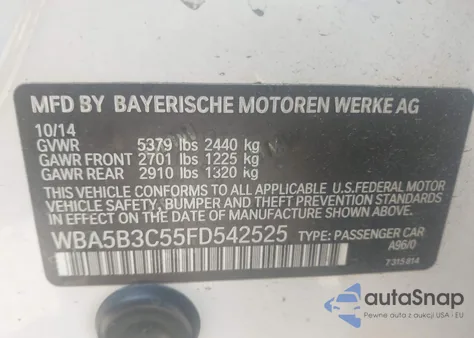 MFD BY BAYERISCHE MOTOREN WERKE AG
10/14
GVWR 5379 lbs 2440 kg
GAWR FRONT 2701 lbs 1225 kg
GAWR REAR 2910 lbs 1320 kg
THIS VEHICLE CONFORMS TO ALL APPLICABLE U.S.FEDERAL MOTOR
VEHICLE SAFETY, BUMPER AND THEFT PREVENTION STANDARDS
IN EFFECT ON THE DATE OF MANUFACTURE SHOWN ABOVE.
WBA5B3C55FD542525 TYPE: PASSENGER CAR
A96/0
7315814
autoSnap
Pewne auta z aukcji USA i EU